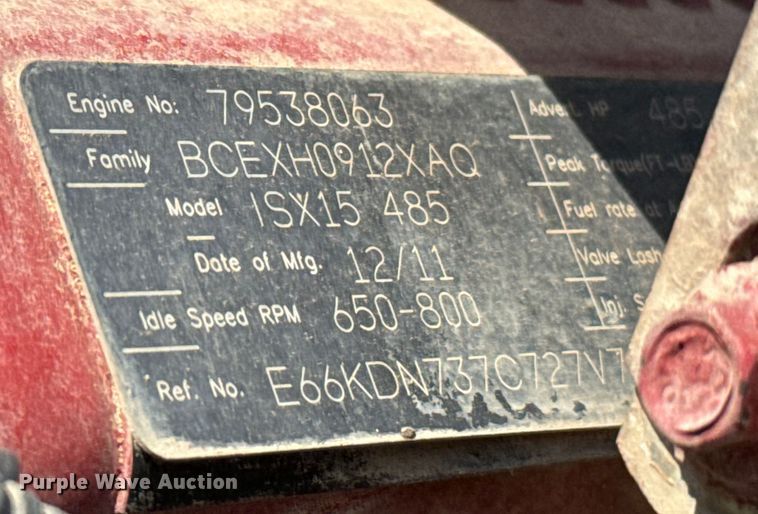 Engine No: 79538063 Advert HP 485
Family BCEXH0912XAQ Peak Torque(FT-LB
Model ISX15 485 Fuel rate at
Date of Mfg. 12/11 Valve Lash
Idle Speed RPM 650-800 Inj. S
Ref. No. E66KDN737C727V7
Purple Wave Auction